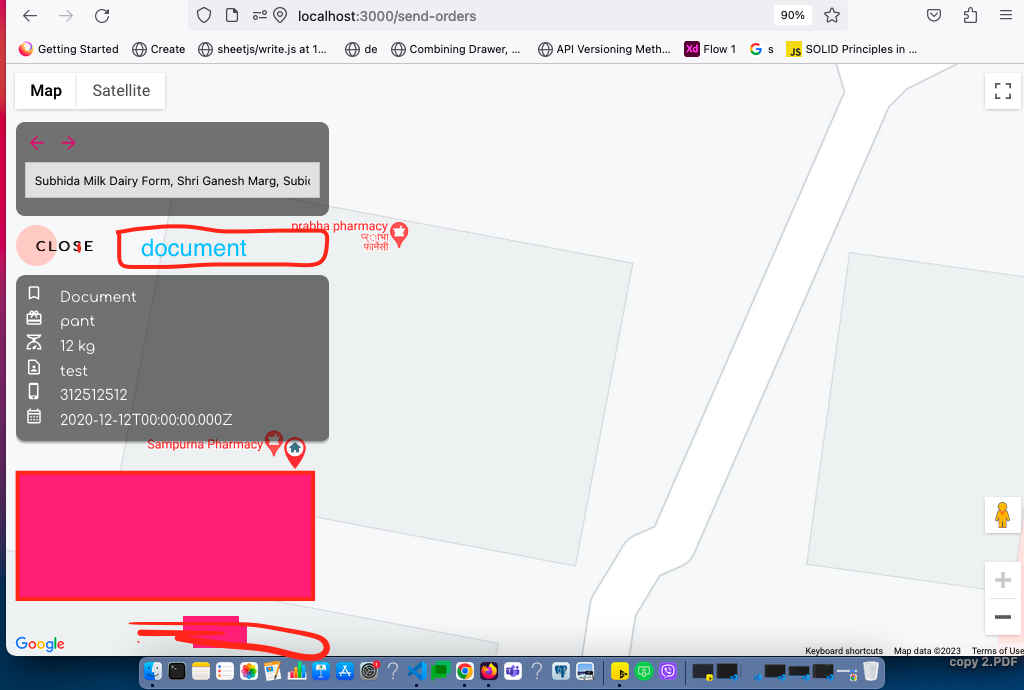 localhost:3000/send-orders
90%
Getting Started
Create
sheetjs/write.js at 1...
de
Combining Drawer, ...
API Versioning Meth...
Xd
Flow 1
G
s
JS
SOLID Principles in ...
Map
Satellite
Subhida Milk Dairy Form, Shri Ganesh Marg, Subi
prabha pharmacy
CLOSE
document
Document
pant
12 kg
test
312512512
2020-12-12T00:00:00.000Z
Sampurna Pharmacy
Google
Keyboard shortcuts
Map data ©2023
Terms of Use
copy 2.PDF